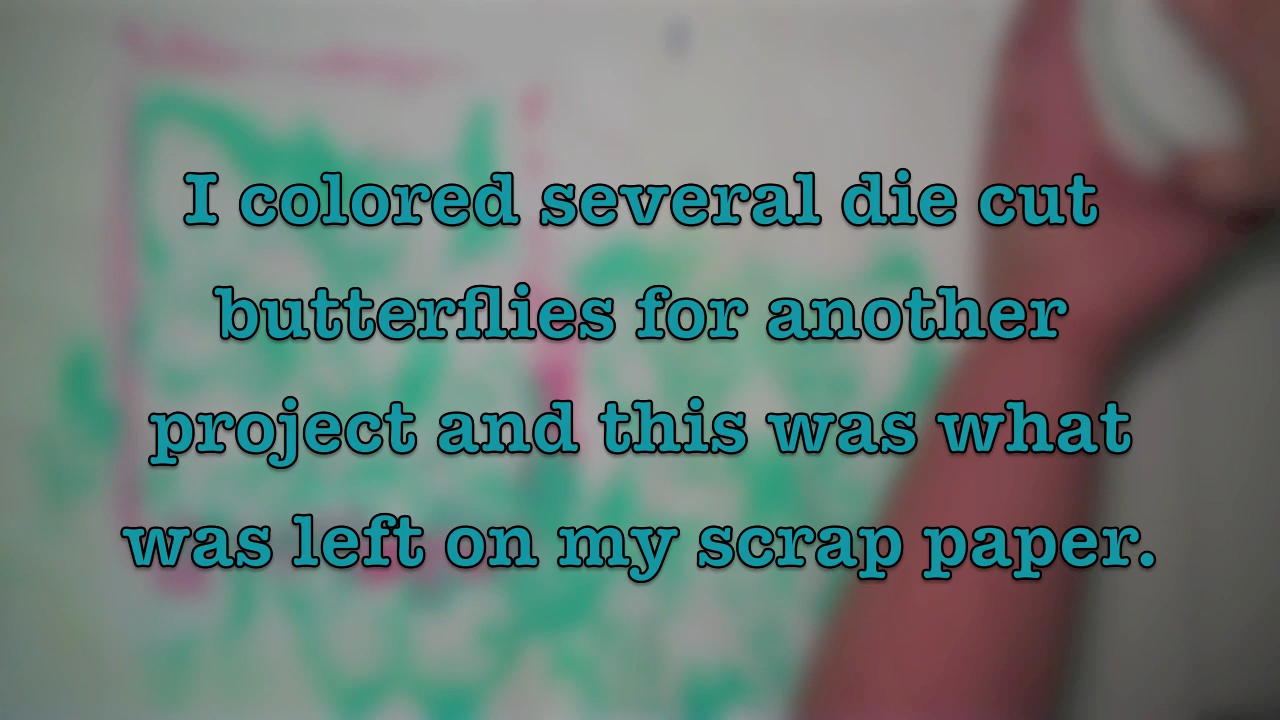 I colored several die cut
butterflies for another
project and this was what
was left on my scrap paper.